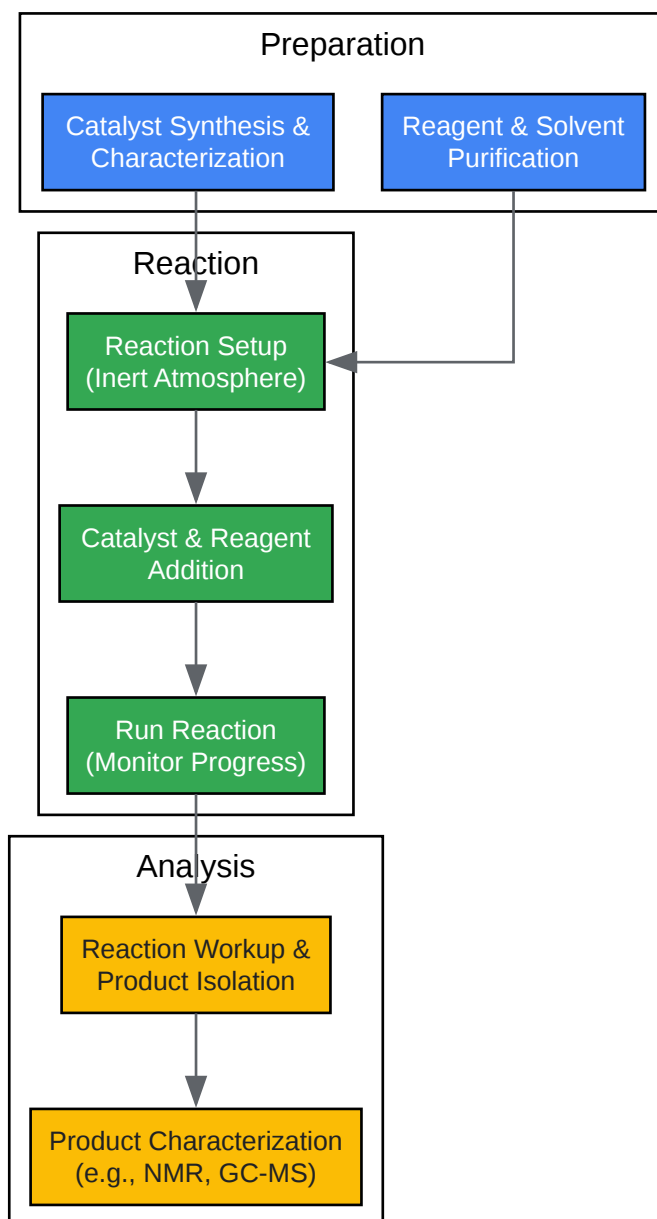 Preparation
Catalyst Synthesis &
Characterization
Reagent & Solvent
Purification
Reaction
Reaction Setup
(Inert Atmosphere)
Catalyst & Reagent
Addition
Run Reaction
(Monitor Progress)
Analysis
Reaction Workup &
Product Isolation
Product Characterization
(e.g., NMR, GC-MS)